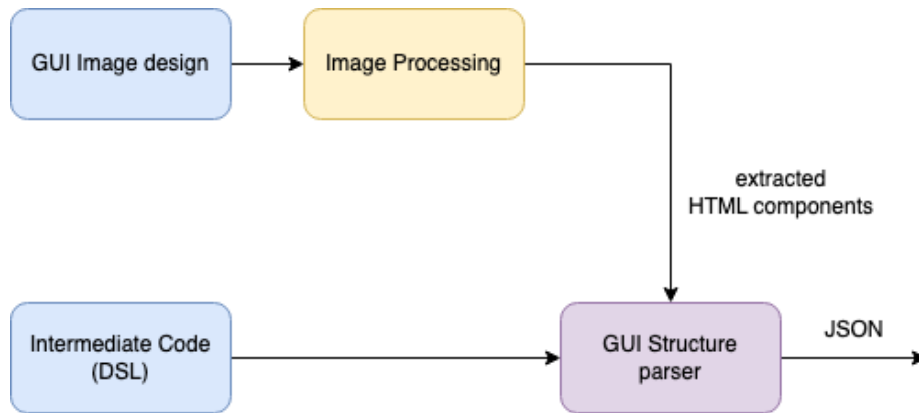 GUI Image design
Image Processing
extracted
HTML components
Intermediate Code
(DSL)
GUI Structure
parser
JSON